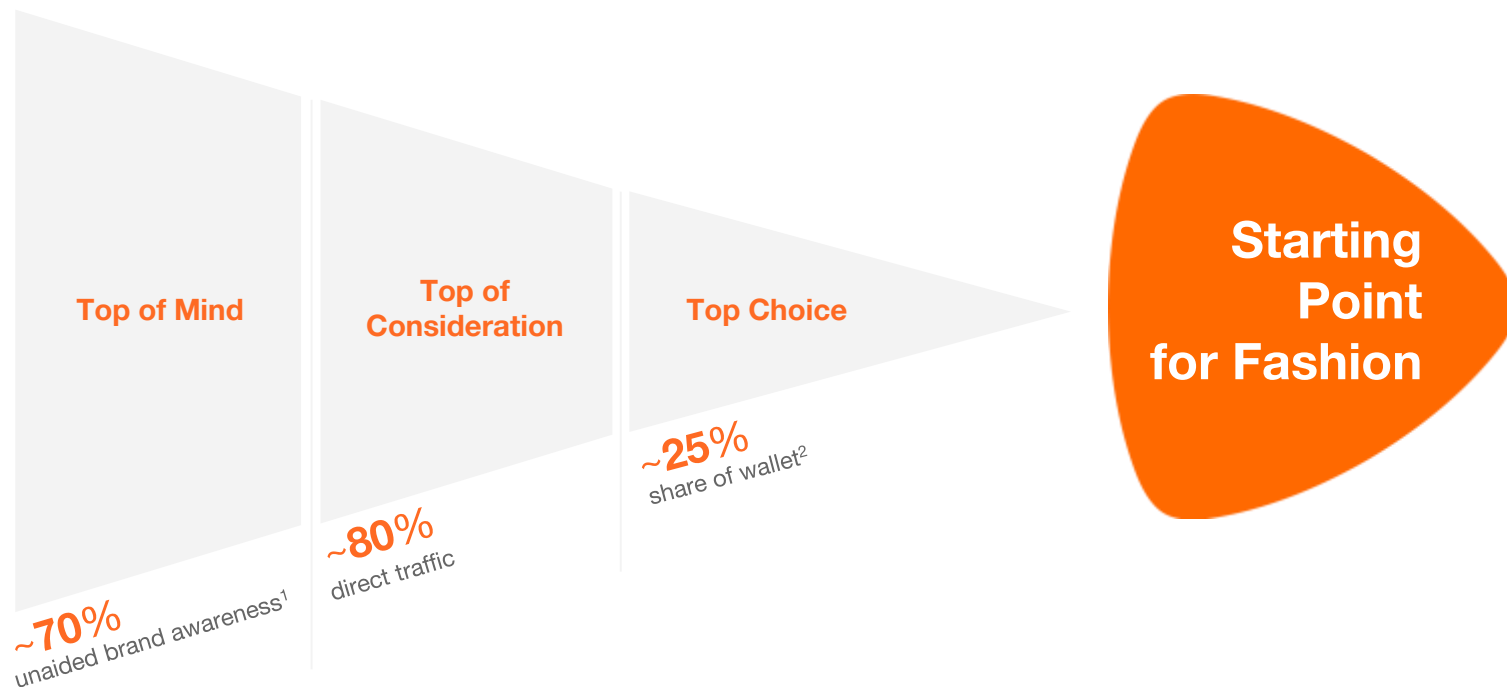 Top of Mind
~70%
unaided brand awareness¹
Top of
Consideration
~80%
direct traffic
Top Choice
~25%
share of wallet²
Starting
Point
for Fashion